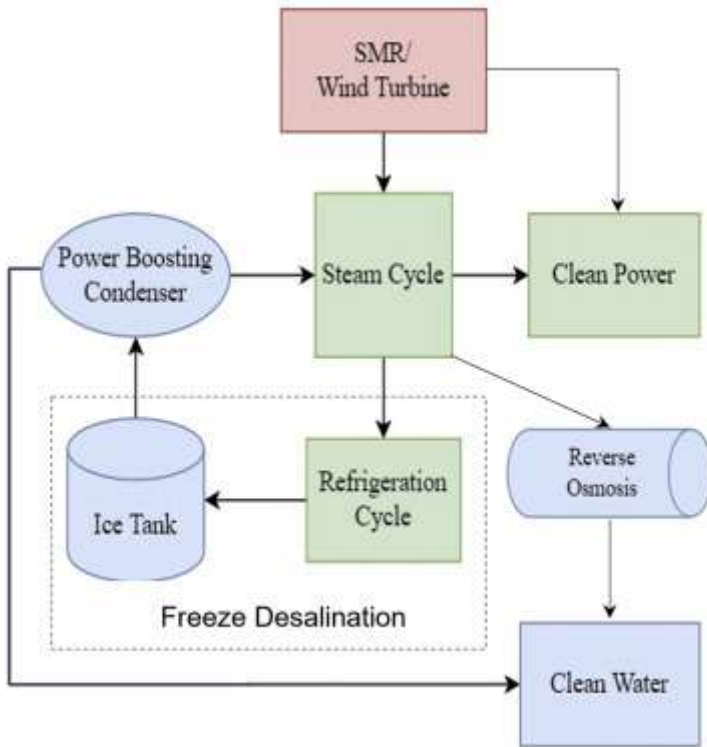 SMR/
Wind Turbine
Power Boosting
Condenser
Steam Cycle
Clean Power
Ice Tank
Refrigeration
Cycle
Reverse
Osmosis
Freeze Desalination
Clean Water